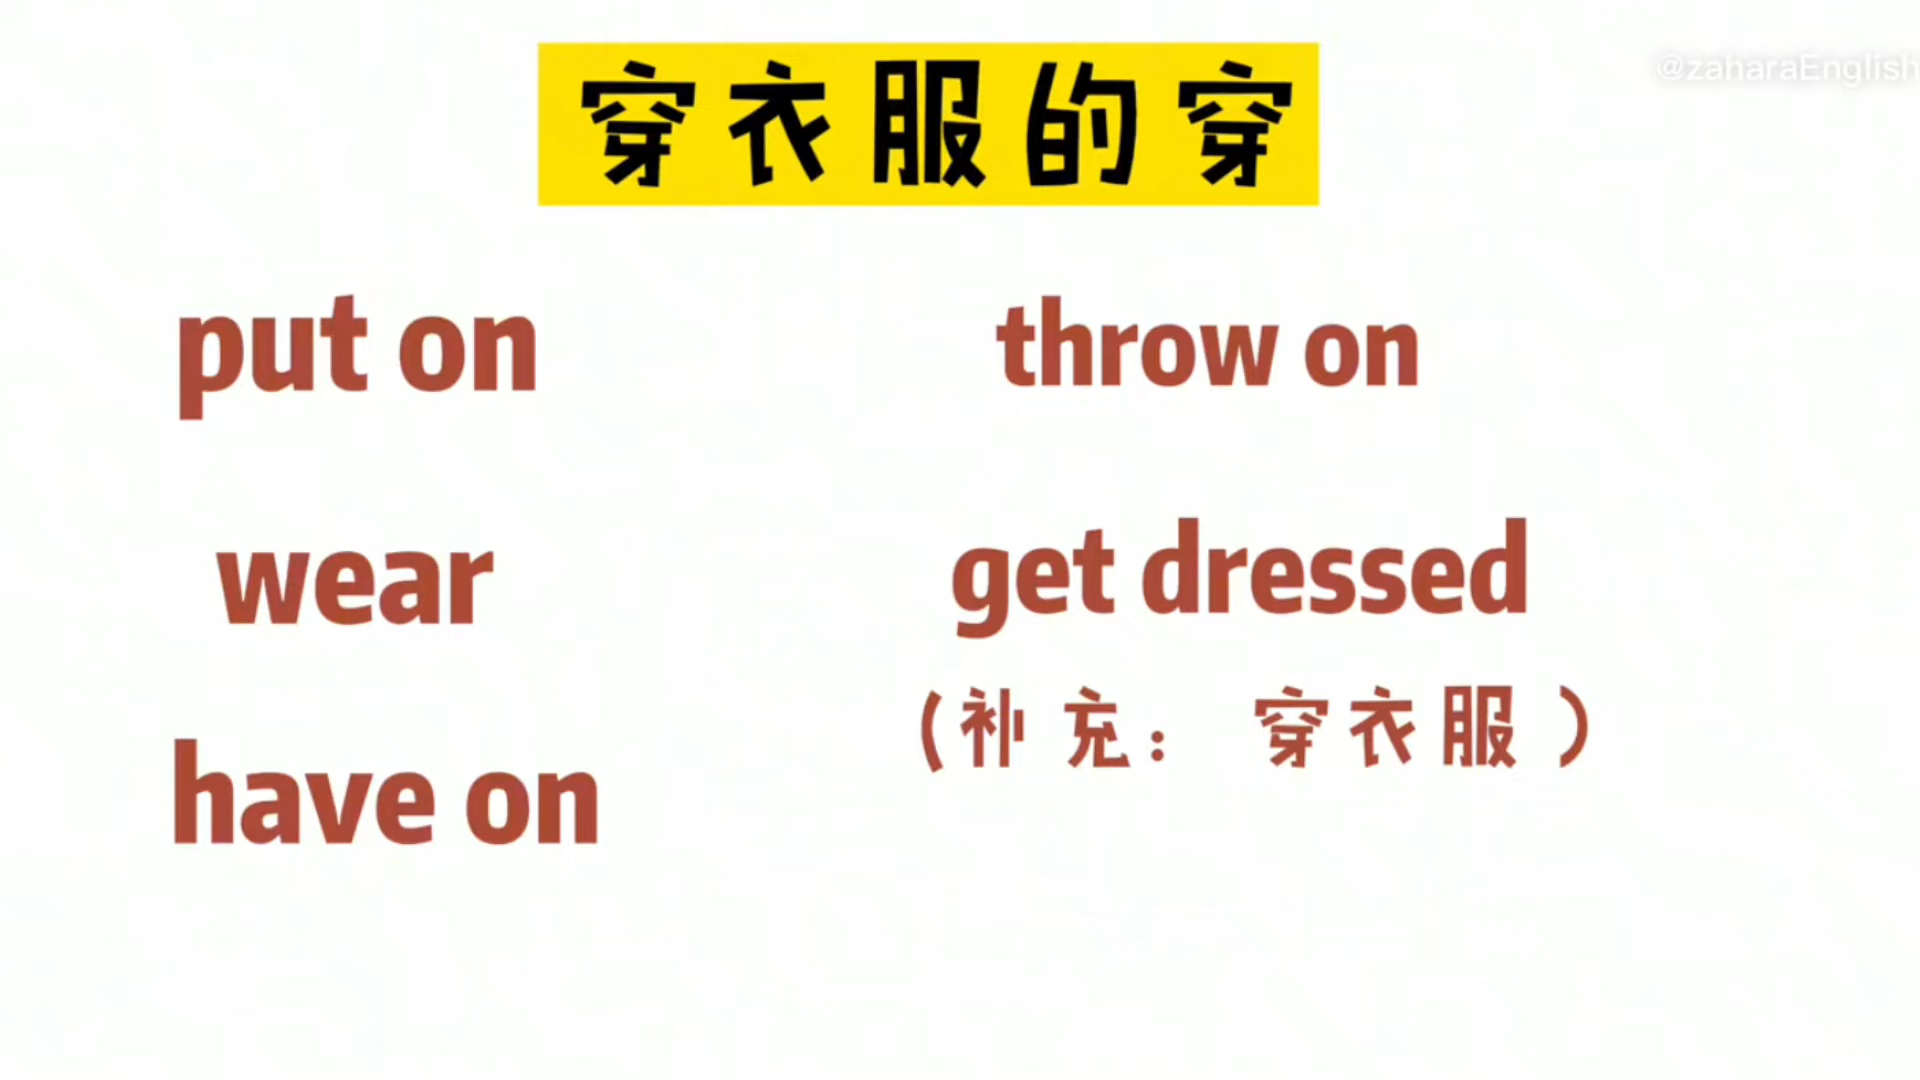 穿衣服的穿
@zaharaEnglish
put on
throw on
wear
get dressed
(补充：穿衣服)
have on